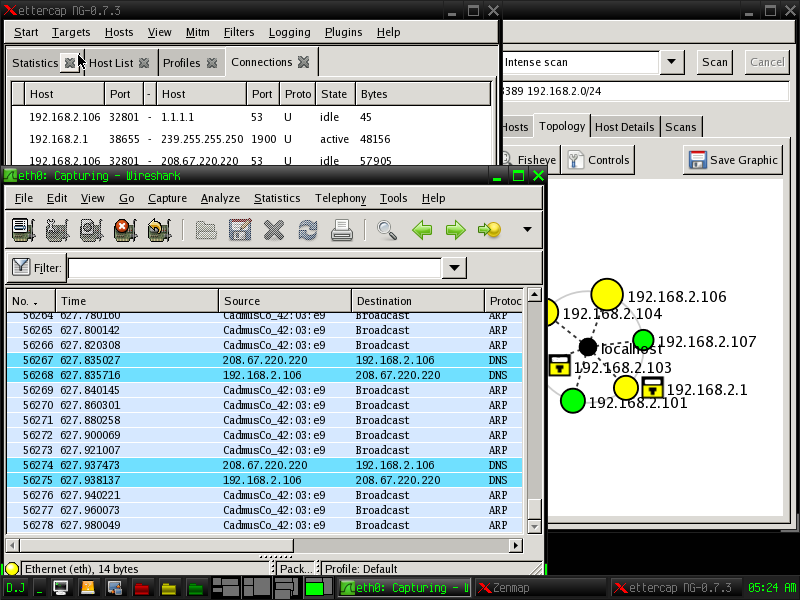 ettercap NG-0.7.3
Start Targets Hosts View Mitm Filters Logging Plugins Help
Statistics Host List Profiles Connections
Host Port - Host Port Proto State Bytes
192.168.2.106 32801 - 1.1.1.1 53 U idle 45
192.168.2.1 38655 - 239.255.255.250 1900 U active 48156
192.168.2.106 32801 - 208.67.220.220 53 U idle 57905
Intense scan Scan Cancel
3389 192.168.2.0/24
Hosts Topology Host Details Scans
Fisheye Controls Save Graphic
192.168.2.106
192.168.2.104
192.168.2.107
localhost
192.168.2.103
192.168.2.1
192.168.2.101
eth0: Capturing - Wireshark
File Edit View Go Capture Analyze Statistics Telephony Tools Help
Filter:
No. Time Source Destination Protoc
56264 627.780160 CadmusCo_42:03:e9 Broadcast ARP
56265 627.800142 CadmusCo_42:03:e9 Broadcast ARP
56266 627.820308 CadmusCo_42:03:e9 Broadcast ARP
56267 627.835027 208.67.220.220 192.168.2.106 DNS
56268 627.835716 192.168.2.106 208.67.220.220 DNS
56269 627.840145 CadmusCo_42:03:e9 Broadcast ARP
56270 627.860301 CadmusCo_42:03:e9 Broadcast ARP
56271 627.880258 CadmusCo_42:03:e9 Broadcast ARP
56272 627.900069 CadmusCo_42:03:e9 Broadcast ARP
56273 627.921007 CadmusCo_42:03:e9 Broadcast ARP
56274 627.937473 208.67.220.220 192.168.2.106 DNS
56275 627.938137 192.168.2.106 208.67.220.220 DNS
56276 627.940221 CadmusCo_42:03:e9 Broadcast ARP
56277 627.960073 CadmusCo_42:03:e9 Broadcast ARP
56278 627.980049 CadmusCo_42:03:e9 Broadcast ARP
Ethernet (eth), 14 bytes Pack... Profile: Default
D.J eth0: Capturing - W Zenmap ettercap NG-0.7.3 05:24 AM